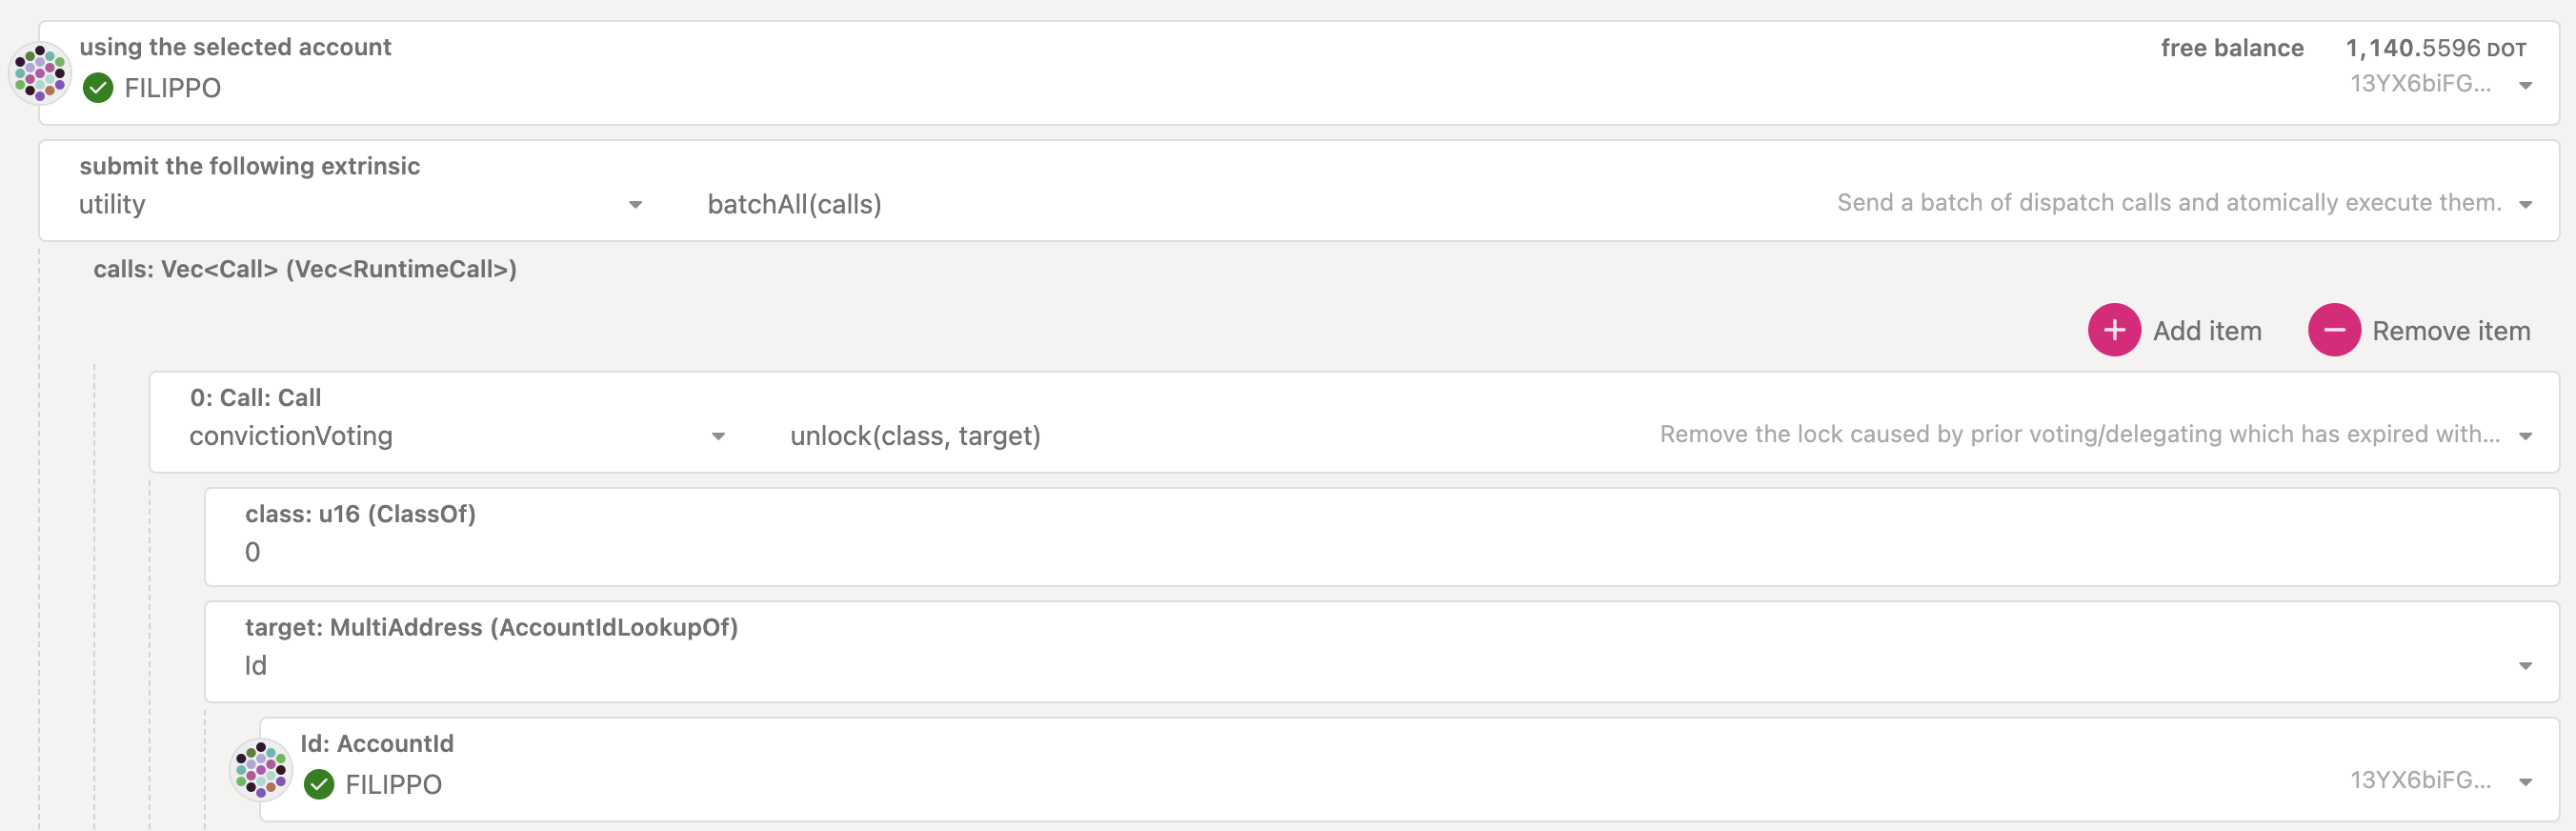 using the selected account
free balance 1,140.5596 DOT
FILIPPO
13YX6biFG...
submit the following extrinsic
utility
batchAll(calls)
Send a batch of dispatch calls and atomically execute them.
calls: Vec<Call> (Vec<RuntimeCall>)
Add item
Remove item
0: Call: Call
convictionVoting
unlock(class, target)
Remove the lock caused by prior voting/delegating which has expired with...
class: u16 (ClassOf)
0
target: MultiAddress (AccountIdLookupOf)
Id
Id: AccountId
FILIPPO
13YX6biFG...